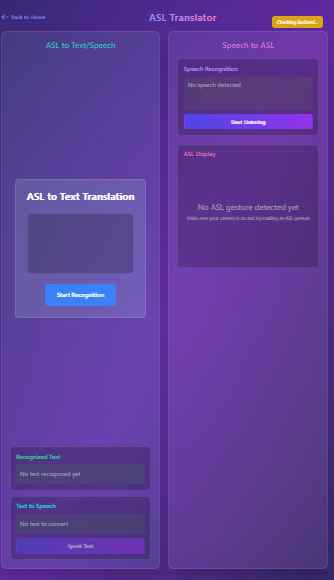 ← Back to Home
ASL Translator
Checking Backend...
ASL to Text/Speech
ASL to Text Translation
Start Recognition
Recognized Text
No text recognized yet
Text to Speech
No text to convert
Speak Text
Speech to ASL
Speech Recognition
No speech detected
Start Listening
ASL Display
No ASL gesture detected yet
Make sure your camera is on and try making an ASL gesture